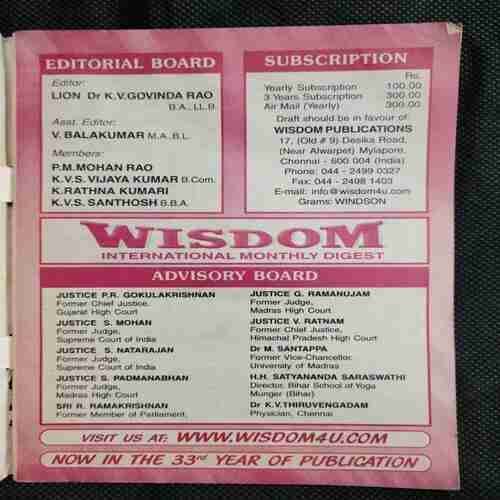 EDITORIAL BOARD
Editor:
LION Dr K.V.GOVINDA RAO
B.A., LL.B.
Asst. Editor:
V. BALAKUMAR M.A., B.L.
Members:
P.M.MOHAN RAO
K.V.S. VIJAYA KUMAR B.Com.
K.RATHNA KUMARI
K.V.S. SANTHOSH B.B.A.
SUBSCRIPTION
Rs.
Yearly Subscription 100.00
3 Years Subscription 300.00
Air Mail (Yearly) 300.00
Draft should be in favour of
WISDOM PUBLICATIONS
17, (Old # 9) Desika Road,
(Near Alwarpet) Mylapore,
Chennai - 600 004 (India)
Phone: 044 - 2499 0327
Fax: 044 - 2498 1403
E-mail: info@wisdom4u.com
Grams: WINDSON
WISDOM
INTERNATIONAL MONTHLY DIGEST
ADVISORY BOARD
JUSTICE P.R. GOKULAKRISHNAN
Former Chief Justice,
Gujarat High Court
JUSTICE S. MOHAN
Former Judge,
Supreme Court of India
JUSTICE S. NATARAJAN
Former Judge,
Supreme Court of India
JUSTICE S. PADMANABHAN
Former Judge,
Madras High Court
SRI R. RAMAKRISHNAN
Former Member of Parliament,
JUSTICE G. RAMANUJAM
Former Judge,
Madras High Court
JUSTICE V. RATNAM
Former Chief Justice,
Himachal Pradesh High Court
Dr M. SANTAPPA
Former Vice-Chancellor,
University of Madras
H.H. SATYANANDA SARASWATHI
Director, Bihar School of Yoga
Munger (Bihar)
Dr K.V.THIRUVENGADAM
Physician, Chennai
VISIT US AT: WWW.WISDOM4U.COM
NOW IN THE 33rd YEAR OF PUBLICATION